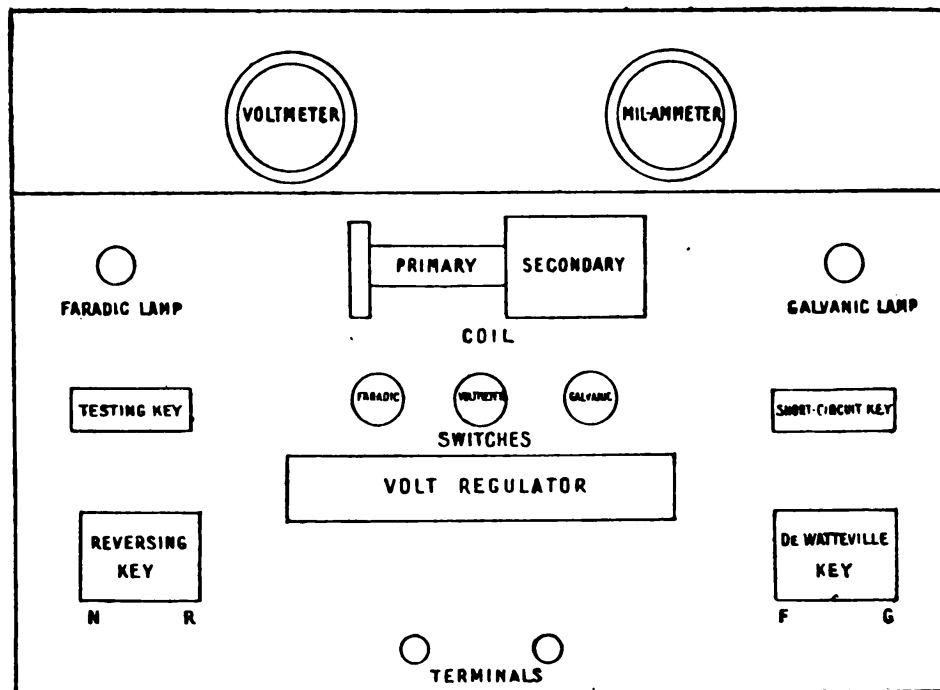 VOLTMETER
MIL-AMMETER
PRIMARY
SECONDARY
FARADIC LAMP
GALVANIC LAMP
COIL
TESTING KEY
FARADIC
GALVANIC
SHORT-CIRCUIT KEY
SWITCHES
VOLT REGULATOR
REVERSING
KEY
N R
DE WATTEVILLE
KEY
F G
TERMINALS